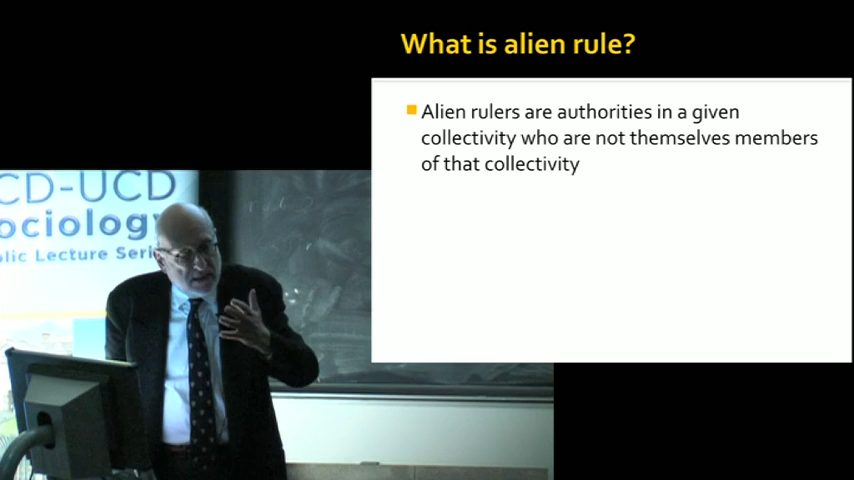 What is alien rule?
Alien rulers are authorities in a given
collectivity who are not themselves members
of that collectivity
CD-UCD
ociology
blic Lecture Seri